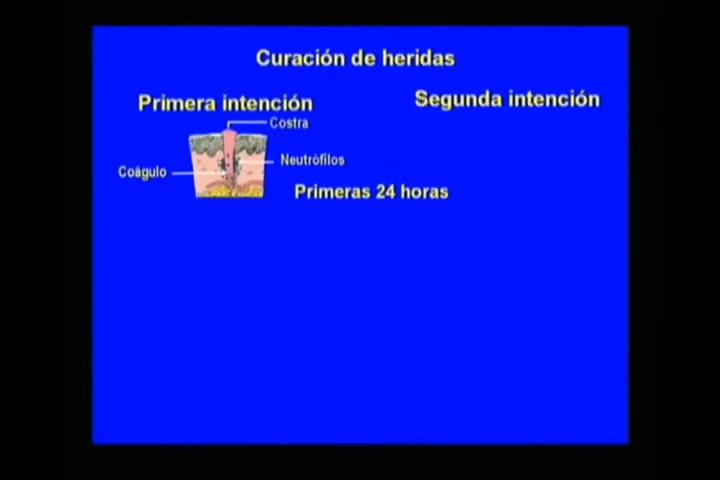 Curación de heridas
Primera intención
Segunda intención
Costra
Neutrófilos
Coágulo
Primeras 24 horas